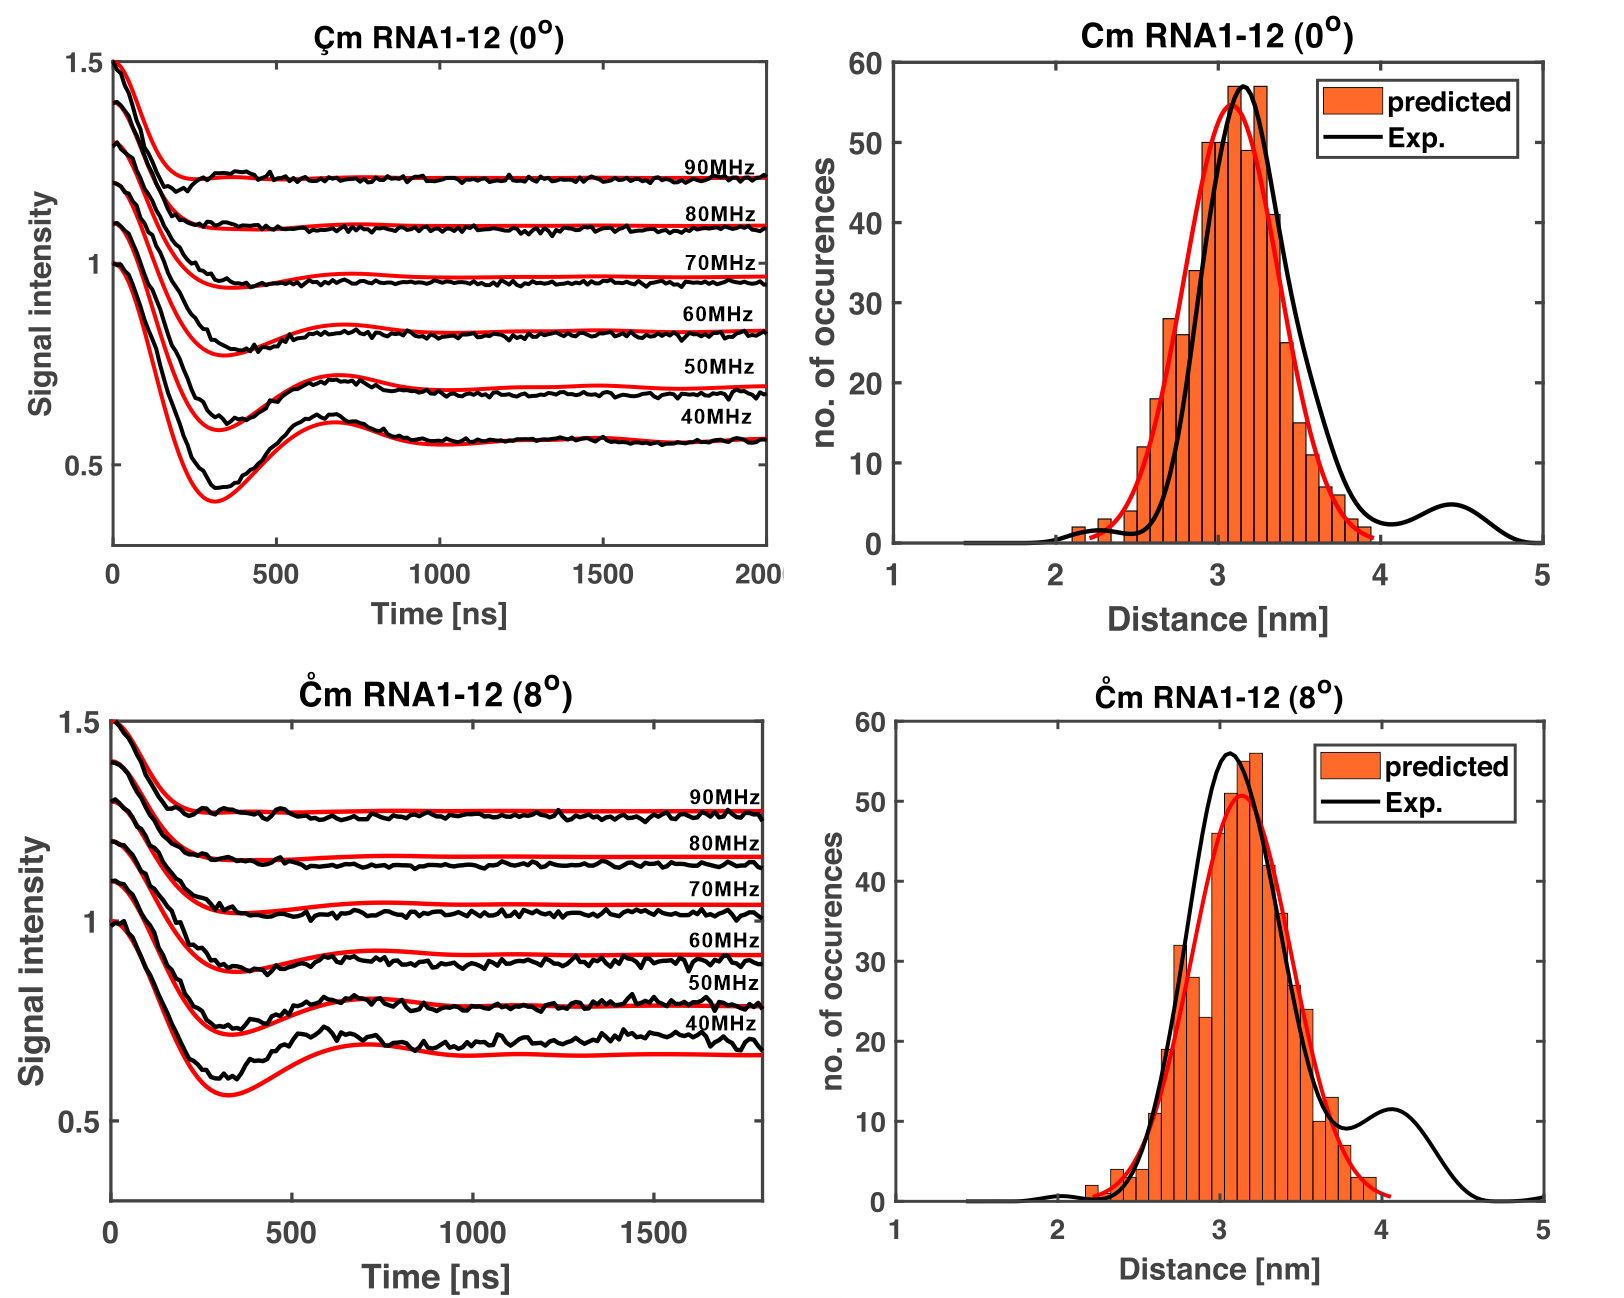 Çm RNA1-12 (0°)
1.5
1
0.5
Signal intensity
90MHz
80MHz
70MHz
60MHz
50MHz
40MHz
0 500 1000 1500 200
Time [ns]
Cm RNA1-12 (0°)
60
50
40
30
20
10
0
no. of occurences
predicted
Exp.
1 2 3 4 5
Distance [nm]
C̊m RNA1-12 (8°)
1.5
1
0.5
Signal intensity
90MHz
80MHz
70MHz
60MHz
50MHz
40MHz
0 500 1000 1500
Time [ns]
C̊m RNA1-12 (8°)
60
50
40
30
20
10
0
no. of occurences
predicted
Exp.
1 2 3 4 5
Distance [nm]